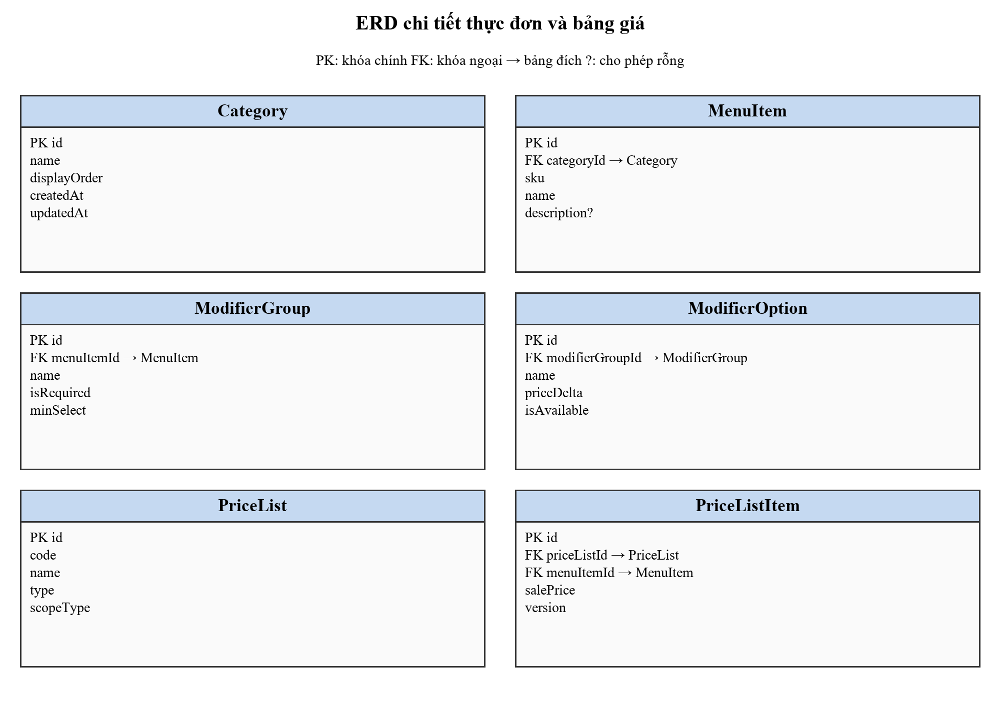 ERD chi tiết thực đơn và bảng giá
PK: khóa chính FK: khóa ngoại → bảng đích ?: cho phép rỗng
Category
PK id
name
displayOrder
createdAt
updatedAt
MenuItem
PK id
FK categoryId → Category
sku
name
description?
ModifierGroup
PK id
FK menuItemId → MenuItem
name
isRequired
minSelect
ModifierOption
PK id
FK modifierGroupId → ModifierGroup
name
priceDelta
isAvailable
PriceList
PK id
code
name
type
scopeType
PriceListItem
PK id
FK priceListId → PriceList
FK menuItemId → MenuItem
salePrice
version